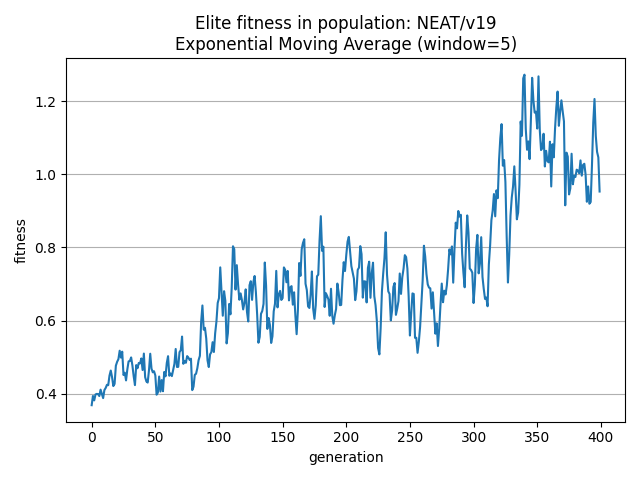 Elite fitness in population: NEAT/v19
Exponential Moving Average (window=5)
fitness
1.2
1.0
0.8
0.6
0.4
0 50 100 150 200 250 300 350 400
generation